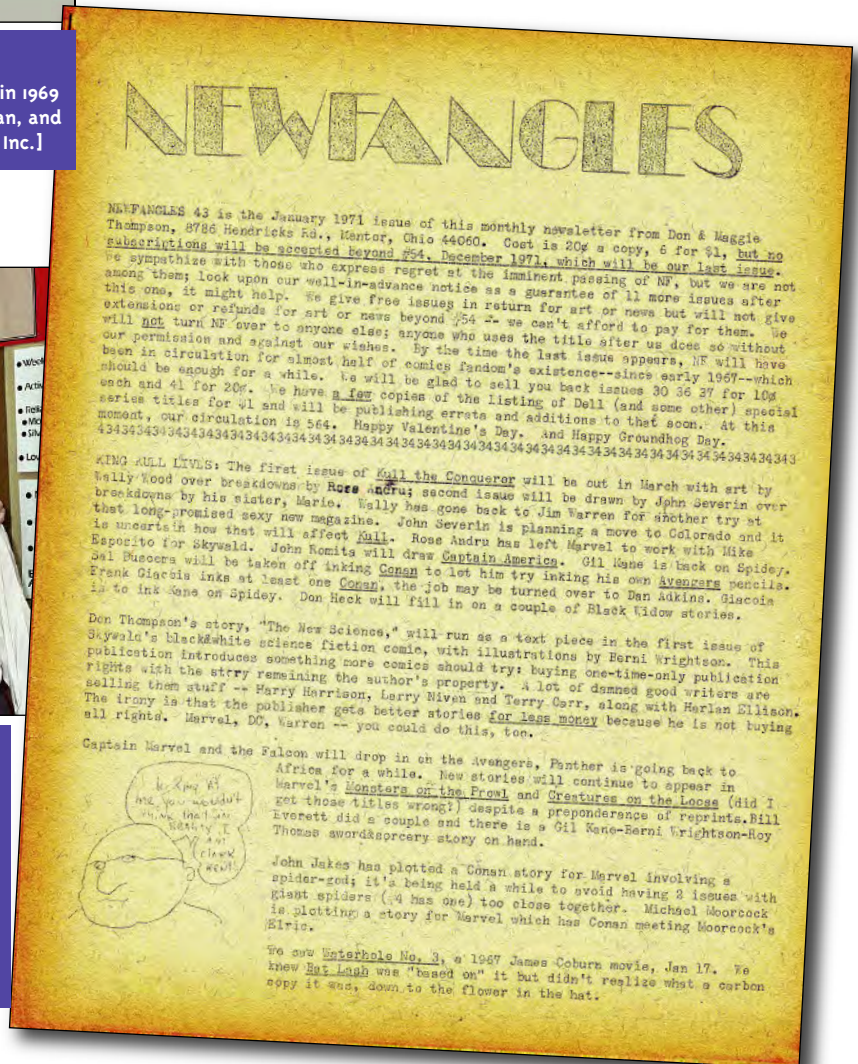 in 1969
an, and
Inc.]
NEWFANGLES
NEWFANGLES 43 is the January 1971 issue of this monthly newsletter from Don & Maggie
Thompson, 8786 Hendricks Rd., Mentor, Ohio 44060. Cost is 20¢ a copy, 6 for $1, but no
subscriptions will be accepted beyond #54, December 1971, which will be our last issue.
We sympathize with those who express regret at the imminent passing of NF, but we are not
among them; look upon our well-in-advance notice as a guarantee of 11 more issues after
this one, it might help. We give free issues in return for art or news but will not give
extensions or refunds for art or news beyond #54 -- we can't afford to pay for them. We
will not turn NF over to anyone else; anyone who uses the title after us does so without
our permission and against our wishes. By the time the last issue appears, NF will have
been in circulation for almost half of comics fandom's existence--since early 1967--which
should be enough for a while. We will be glad to sell you back issues 30 36 37 for 10¢
each and 41 for 20¢. We have a few copies of the listing of Dell (and some other) special
series titles for $1 and will be publishing errata and additions to that soon. At this
moment, our circulation is 564. Happy Valentine's Day. And Happy Groundhog Day.
434343434343434343434343434343434343434343434343434343434343434343434343434343434343434343
KING KULL LIVES: The first issue of Kull the Conqueror will be out in March with art by
Wally Wood over breakdowns by Ross Andru; second issue will be drawn by John Severin over
breakdowns by his sister, Marie. Wally has gone back to Jim Warren for another try at
that long-promised sexy new magazine. John Severin is planning a move to Colorado and it
is uncertain how that will affect Kull. Ross Andru has left Marvel to work with Mike
Esposito for Skywald. John Romita will draw Captain America. Gil Kane is back on Spidey.
Sal Buscema will be taken off inking Conan to let him try inking his own Avengers pencils.
Frank Giacoia inks at least one Conan, the job may be turned over to Dan Adkins. Giacoia
is to ink Kane on Spidey. Don Heck will fill in on a couple of Black Widow stories.
Don Thompson's story, "The New Science," will run as a text piece in the first issue of
Skywald's black&white science fiction comic, with illustrations by Berni Wrightson. This
publication introduces something more comics should try: buying one-time-only publication
rights with the stry remaining the author's property. A lot of damned good writers are
selling them stuff -- Harry Harrison, Larry Niven and Terry Carr, along with Harlan Ellison.
The irony is that the publisher gets better stories for less money because he is not buying
all rights. Marvel, DC, Warren -- you could do this, too.
Captain Marvel and the Falcon will drop in on the Avengers, Panther is going back to
Africa for a while. New stories will continue to appear in
Marvel's Monsters on the Prowl and Creatures on the Loose (did I
get those titles wrong?) despite a preponderance of reprints. Bill
Everett did a couple and there is a Gil Kane-Berni Wrightson-Roy
Thomas sword&sorcery story on hand.
John Jakes has plotted a Conan story for Marvel involving a
spider-god; it's being held a while to avoid having 2 issues with
giant spiders (#4 has one) too close together. Michael Moorcock
is plotting a story for Marvel which has Conan meeting Moorcock's
Elric.
We saw Waterhole No. 3, a 1967 James Coburn movie, Jan 17. We
knew Bat Lash was "based on" it but didn't realize what a carbon
copy it was, down to the flower in the hat.
me, you wouldn't
think that in
reality I
am
Clark
Kent!